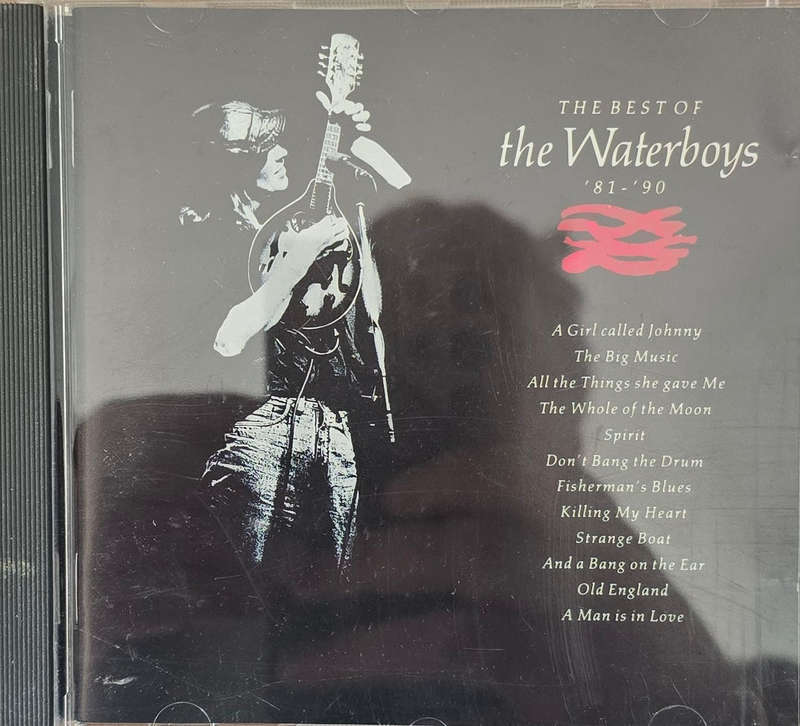 THE BEST OF
the Waterboys
'81-'90
A Girl called Johnny
The Big Music
All the Things she gave Me
The Whole of the Moon
Spirit
Don't Bang the Drum
Fisherman's Blues
Killing My Heart
Strange Boat
And a Bang on the Ear
Old England
A Man is in Love